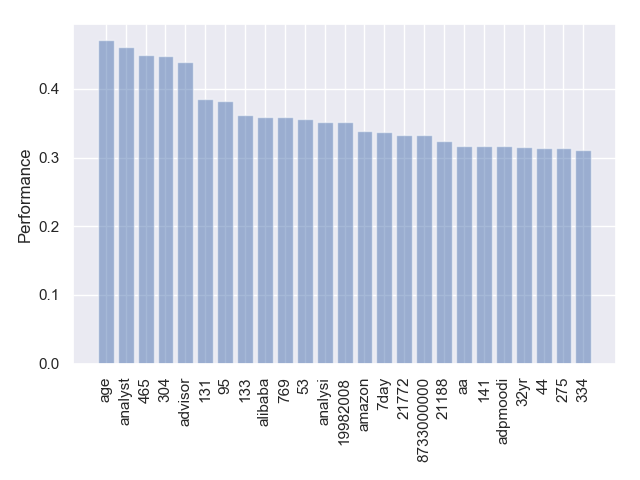 Performance
0.4
0.3
0.2
0.1
0.0
age
analyst
465
304
advisor
131
95
133
alibaba
769
53
analysi
19982008
amazon
7day
21772
8733000000
21188
aa
141
adpmoodi
32yr
44
275
334